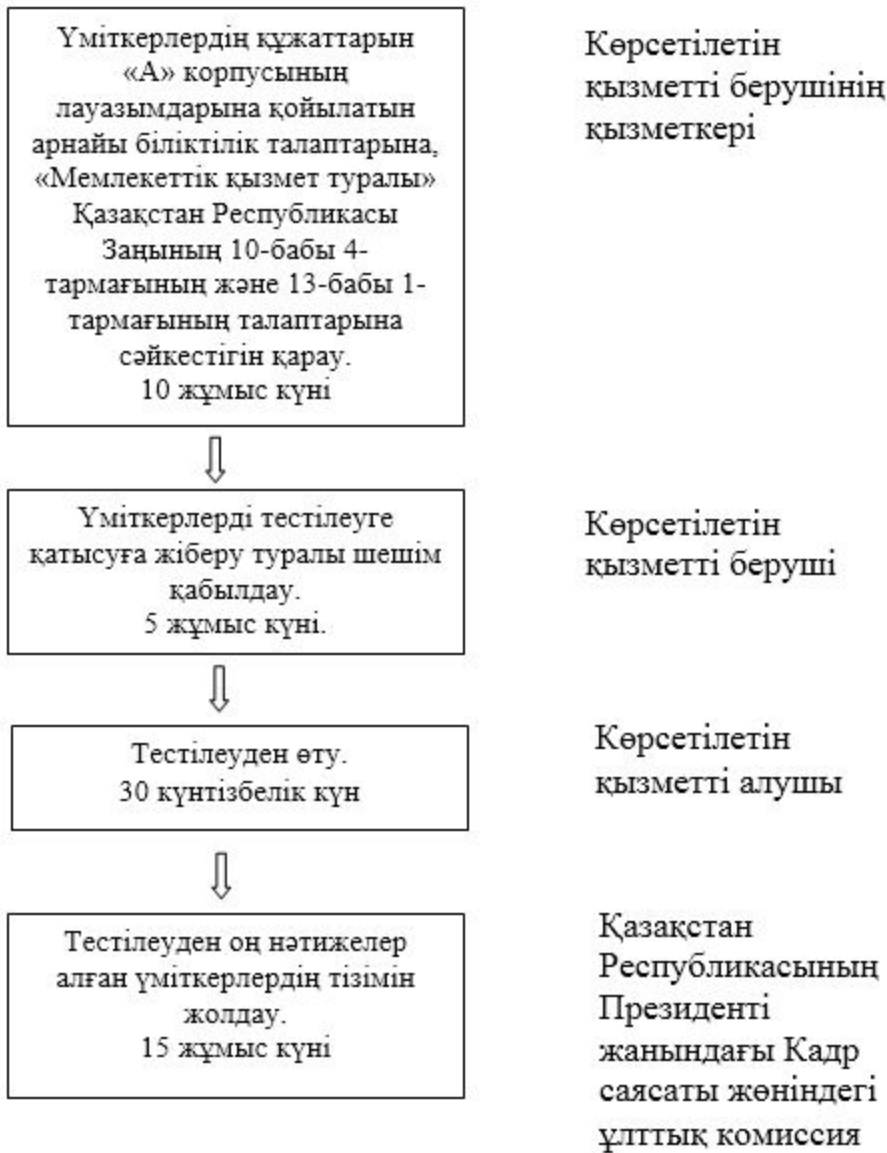 Үміткерлердің құжаттарын
«А» корпусының
лауазымдарына қойылатын
арнайы біліктілік талаптарына,
«Мемлекеттік қызмет туралы»
Қазақстан Республикасы
Заңының 10-бабы 4-
тармағының және 13-бабы 1-
тармағының талаптарына
сәйкестігін қарау.
10 жұмыс күні
Көрсетілетін
қызметті берушінің
қызметкері
Үміткерлерді тестілеуге
қатысуға жіберу туралы шешім
қабылдау.
5 жұмыс күні.
Көрсетілетін
қызметті беруші
Тестілеуден өту.
30 күнтізбелік күн
Көрсетілетін
қызметті алушы
Тестілеуден оң нәтижелер
алған үміткерлердің тізімін
жолдау.
15 жұмыс күні
Қазақстан
Республикасының
Президенті
жанындағы Кадр
саясаты жөніндегі
ұлттық комиссия